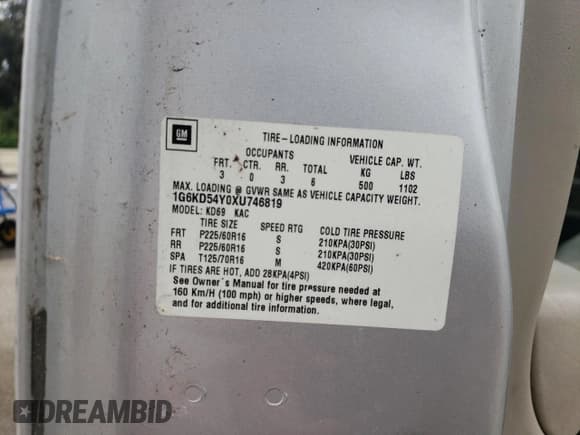 GM
TIRE-LOADING INFORMATION
OCCUPANTS VEHICLE CAP. WT.
FRT. CTR. RR. TOTAL KG LBS
3 0 3 6 500 1102
MAX. LOADING @ GVWR SAME AS VEHICLE CAPACITY WEIGHT.
1G6KD54Y0XU746819
MODEL: KD69 KAC
TIRE SIZE SPEED RTG COLD TIRE PRESSURE
FRT P225/60R16 S 210KPA(30PSI)
RR P225/60R16 S 210KPA(30PSI)
SPA T125/70R16 M 420KPA(60PSI)
IF TIRES ARE HOT, ADD 28KPA(4PSI)
See Owner's Manual for tire pressure needed at
160 Km/H (100 mph) or higher speeds, where legal,
and for additional tire information.
DREAMBID